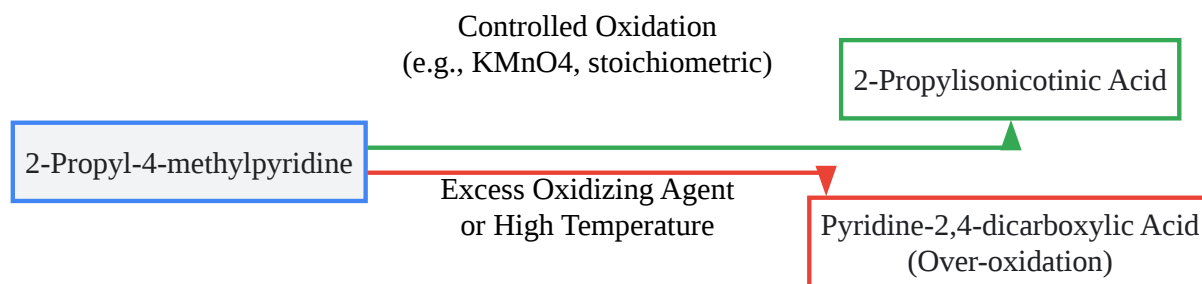 Controlled Oxidation
(e.g., KMnO4, stoichiometric)
2-Propylisonicotinic Acid
2-Propyl-4-methylpyridine
Excess Oxidizing Agent
or High Temperature
Pyridine-2,4-dicarboxylic Acid
(Over-oxidation)